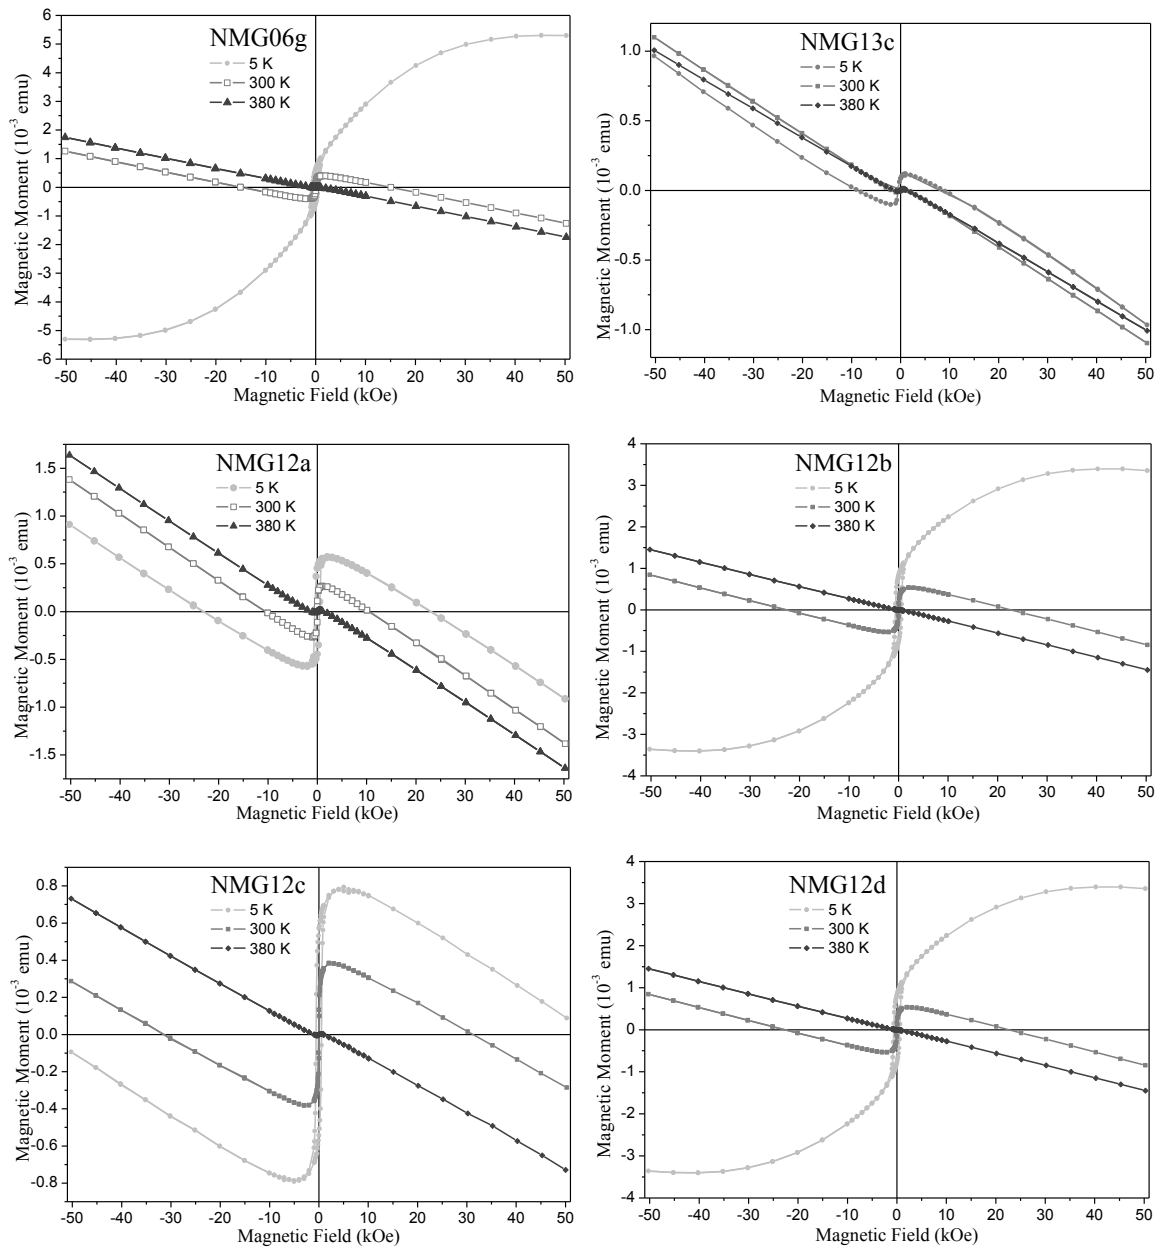 NMG06g
5 K
300 K
380 K
Magnetic Moment (10⁻³ emu)
6
5
4
3
2
1
0
-1
-2
-3
-4
-5
-6
-50 -40 -30 -20 -10 0 10 20 30 40 50
Magnetic Field (kOe)
NMG13c
5 K
300 K
380 K
Magnetic Moment (10⁻³ emu)
1.0
0.5
0.0
-0.5
-1.0
-50 -40 -30 -20 -10 0 10 20 30 40 50
Magnetic Field (kOe)
NMG12a
5 K
300 K
380 K
Magnetic Moment (10⁻³ emu)
1.5
1.0
0.5
0.0
-0.5
-1.0
-1.5
-50 -40 -30 -20 -10 0 10 20 30 40 50
Magnetic Field (kOe)
NMG12b
5 K
300 K
380 K
Magnetic Moment (10⁻³ emu)
4
3
2
1
0
-1
-2
-3
-4
-50 -40 -30 -20 -10 0 10 20 30 40 50
Magnetic Field (kOe)
NMG12c
5 K
300 K
380 K
Magnetic Moment (10⁻³ emu)
0.8
0.6
0.4
0.2
0.0
-0.2
-0.4
-0.6
-0.8
-50 -40 -30 -20 -10 0 10 20 30 40 50
Magnetic Field (kOe)
NMG12d
5 K
300 K
380 K
Magnetic Moment (10⁻³ emu)
4
3
2
1
0
-1
-2
-3
-4
-50 -40 -30 -20 -10 0 10 20 30 40 50
Magnetic Field (kOe)